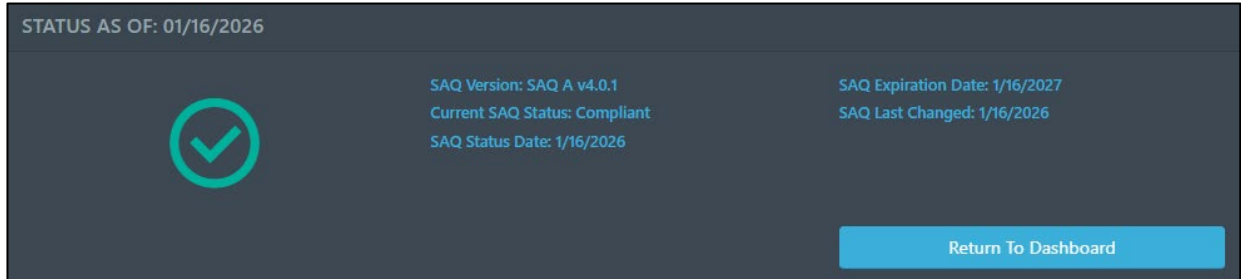 STATUS AS OF: 01/16/2026
SAQ Version: SAQ A v4.0.1
Current SAQ Status: Compliant
SAQ Status Date: 1/16/2026
SAQ Expiration Date: 1/16/2027
SAQ Last Changed: 1/16/2026
Return To Dashboard